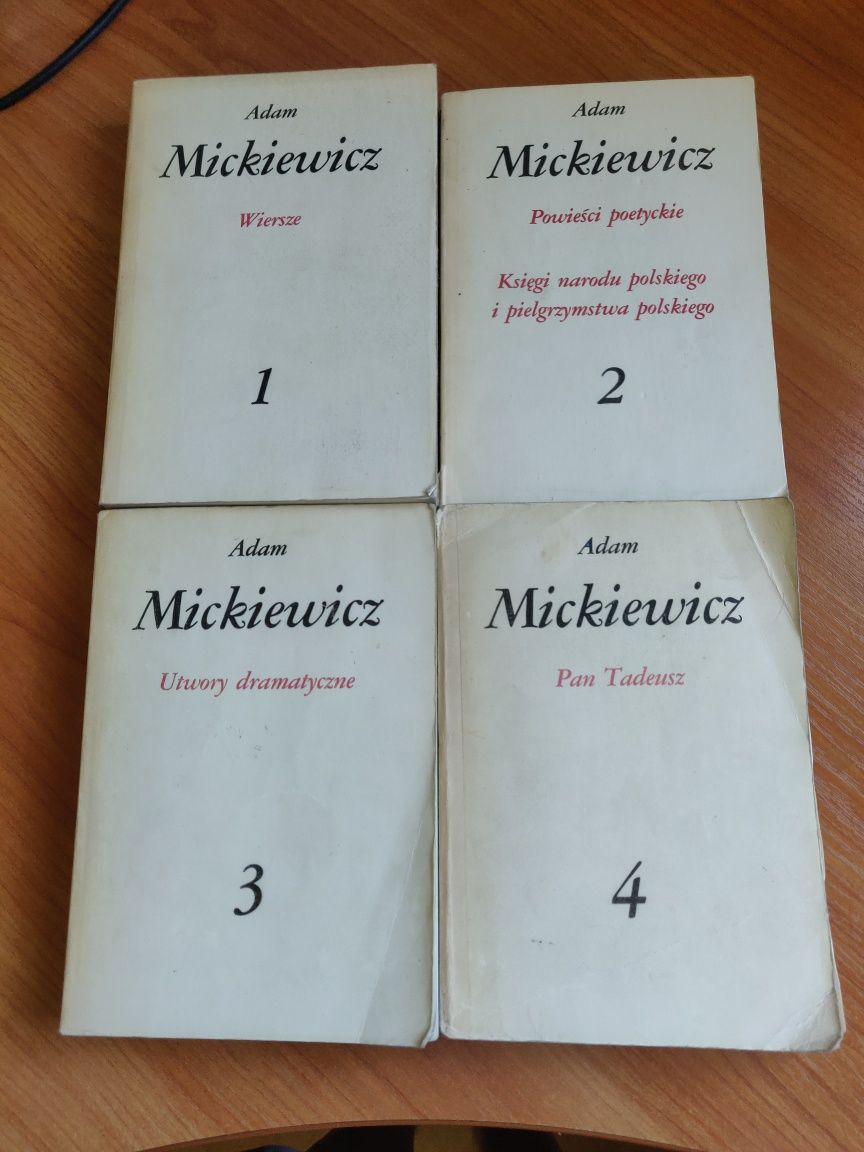 Adam
Mickiewicz
Wiersze
1
Adam
Mickiewicz
Powieści poetyckie
Księgi narodu polskiego
i pielgrzymstwa polskiego
2
Adam
Mickiewicz
Utwory dramatyczne
3
Adam
Mickiewicz
Pan Tadeusz
4